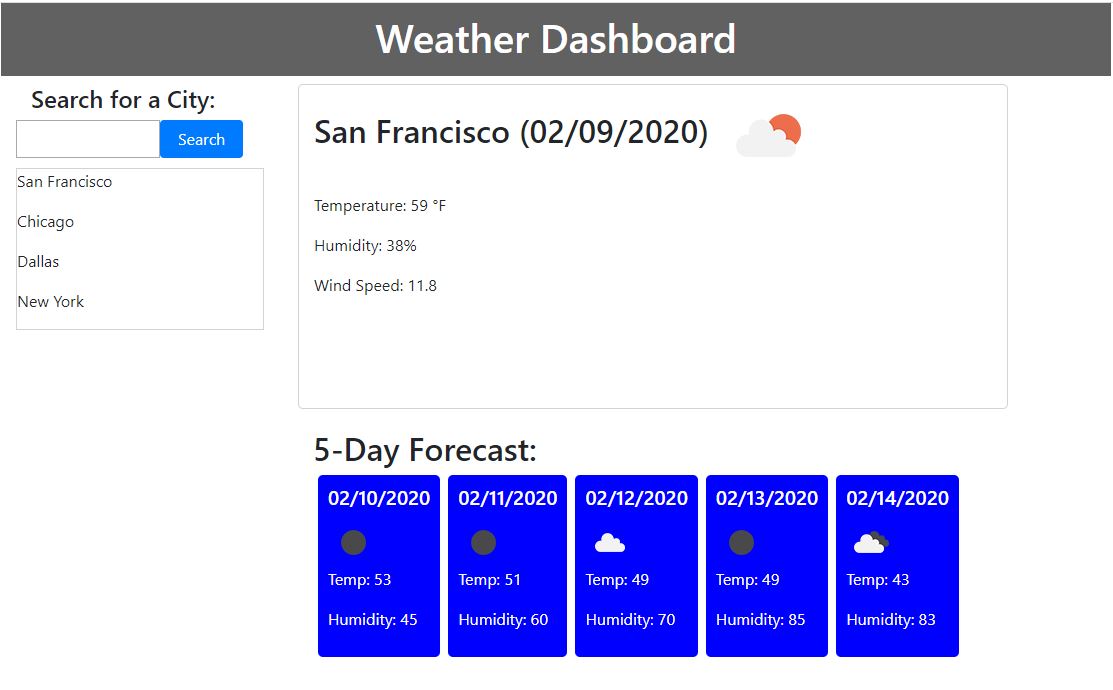 Weather Dashboard
Search for a City:
Search
San Francisco
Chicago
Dallas
New York
San Francisco (02/09/2020)
Temperature: 59 °F
Humidity: 38%
Wind Speed: 11.8
5-Day Forecast:
02/10/2020
Temp: 53
Humidity: 45
02/11/2020
Temp: 51
Humidity: 60
02/12/2020
Temp: 49
Humidity: 70
02/13/2020
Temp: 49
Humidity: 85
02/14/2020
Temp: 43
Humidity: 83